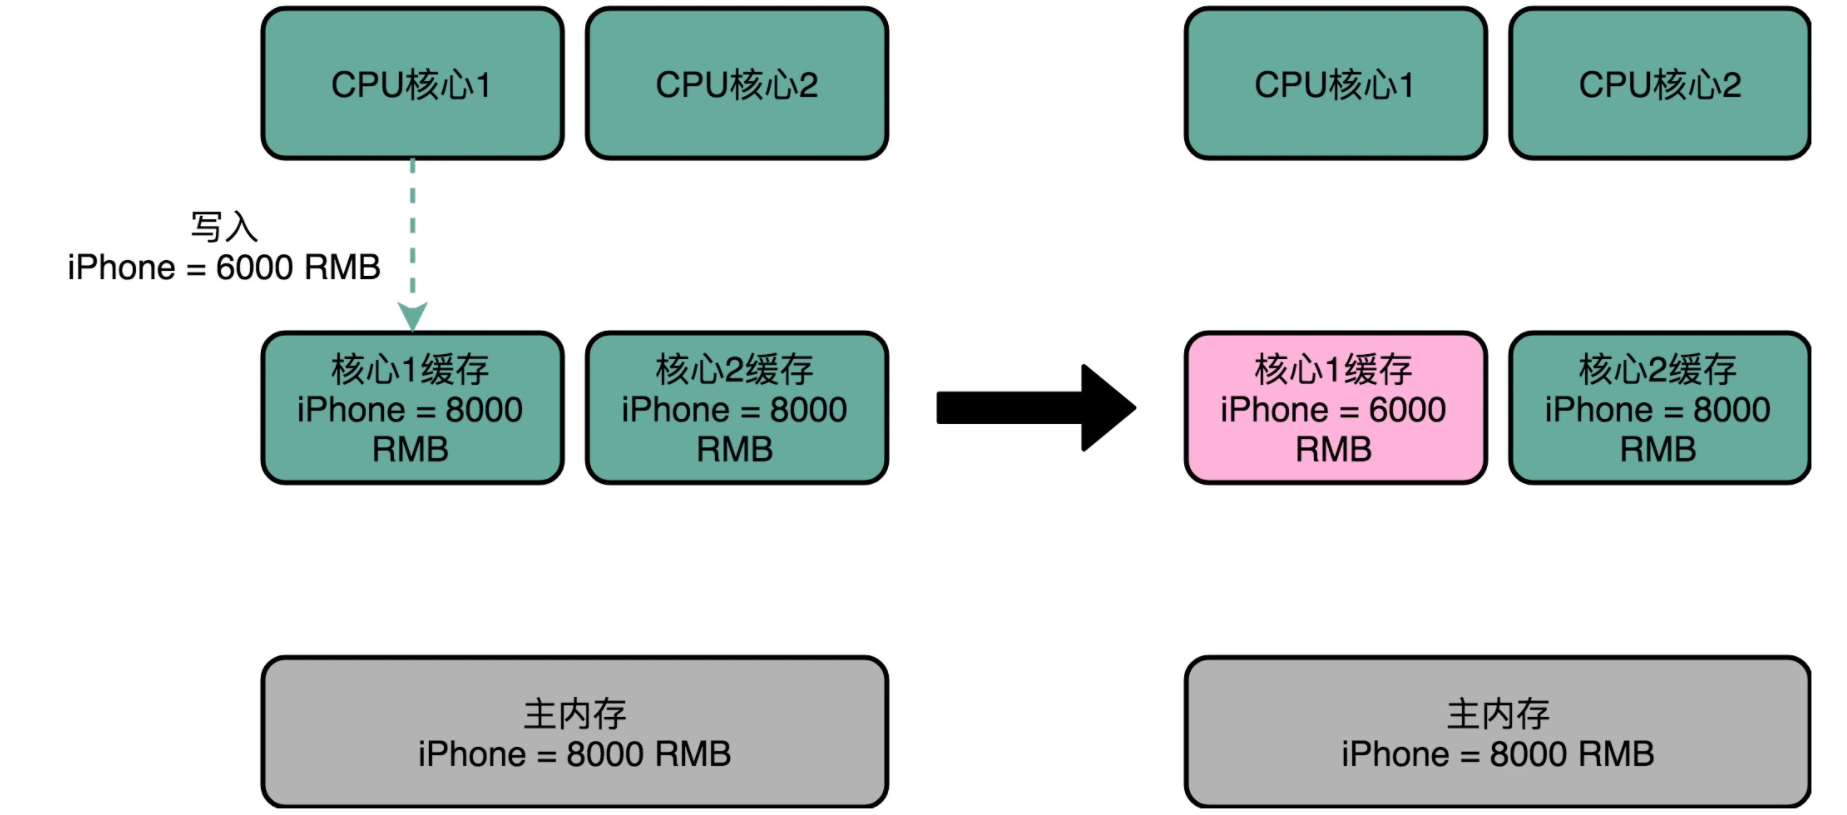 CPU核心1
CPU核心2
写入
iPhone = 6000 RMB
核心1缓存
iPhone = 8000
RMB
核心2缓存
iPhone = 8000
RMB
主内存
iPhone = 8000 RMB
CPU核心1
CPU核心2
核心1缓存
iPhone = 6000
RMB
核心2缓存
iPhone = 8000
RMB
主内存
iPhone = 8000 RMB